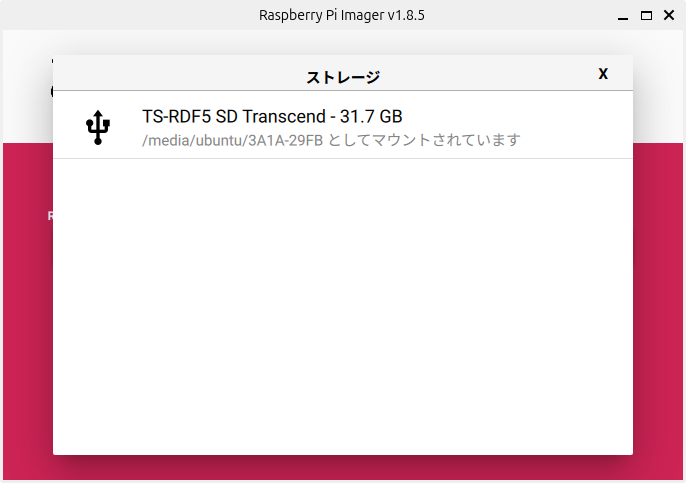 Raspberry Pi Imager v1.8.5
ストレージ
X
TS-RDF5 SD Transcend - 31.7 GB
/media/ubuntu/3A1A-29FB としてマウントされています
R